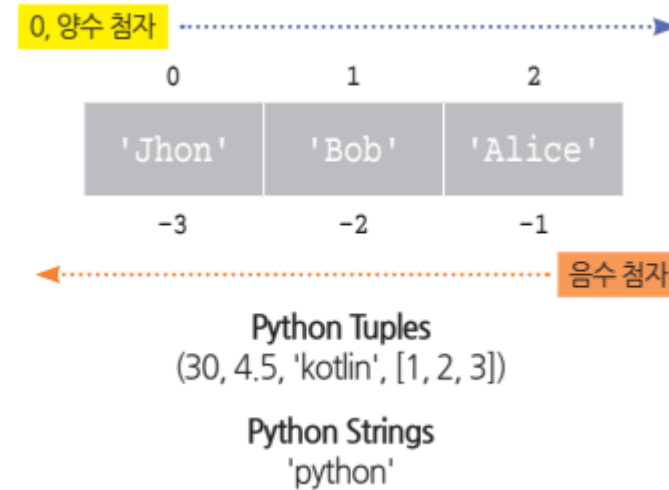 0, 양수 첨자
0 1 2
'Jhon' 'Bob' 'Alice'
-3 -2 -1
음수 첨자
Python Tuples
(30, 4.5, 'kotlin', [1, 2, 3])
Python Strings
'python'